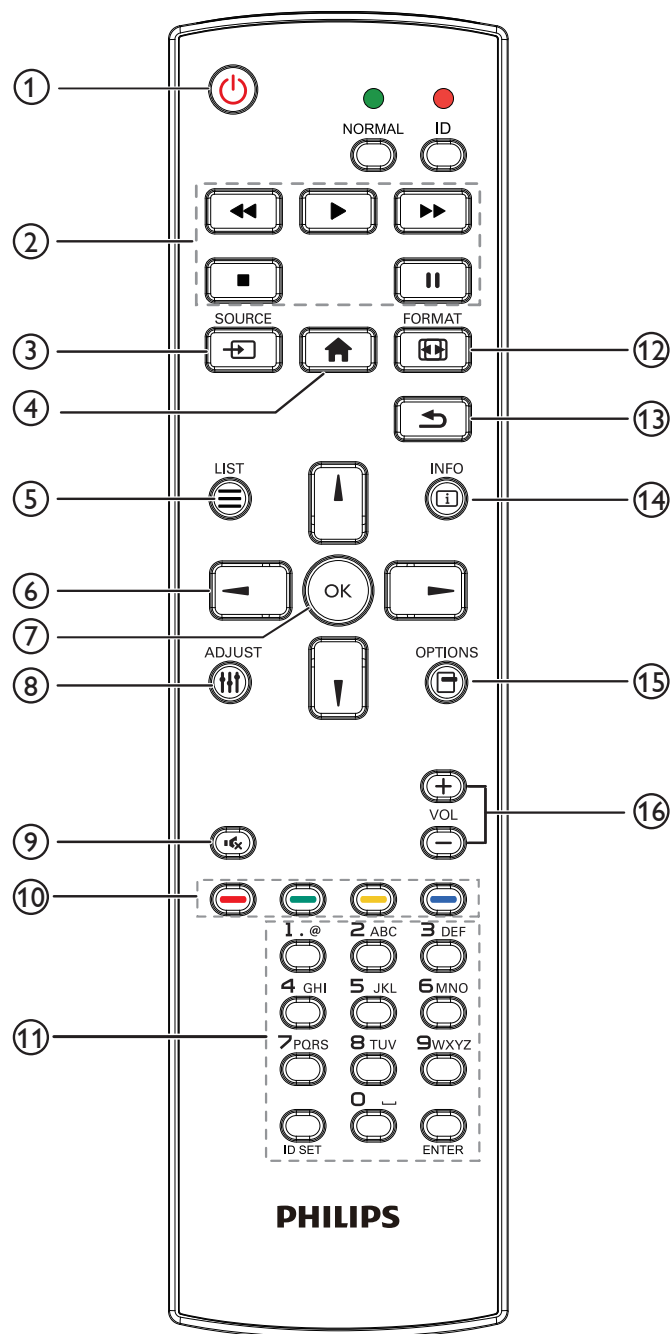 1
NORMAL ID
2
SOURCE FORMAT
3 12
4
13
LIST INFO
5 14
6
OK
7
ADJUST OPTIONS
8 15
+
16
VOL
9
−
10
1 . @ 2 ABC 3 DEF
4 GHI 5 JKL 6 MNO
11
7 PQRS 8 TUV 9 WXYZ
0 ⎵
ID SET ENTER
PHILIPS